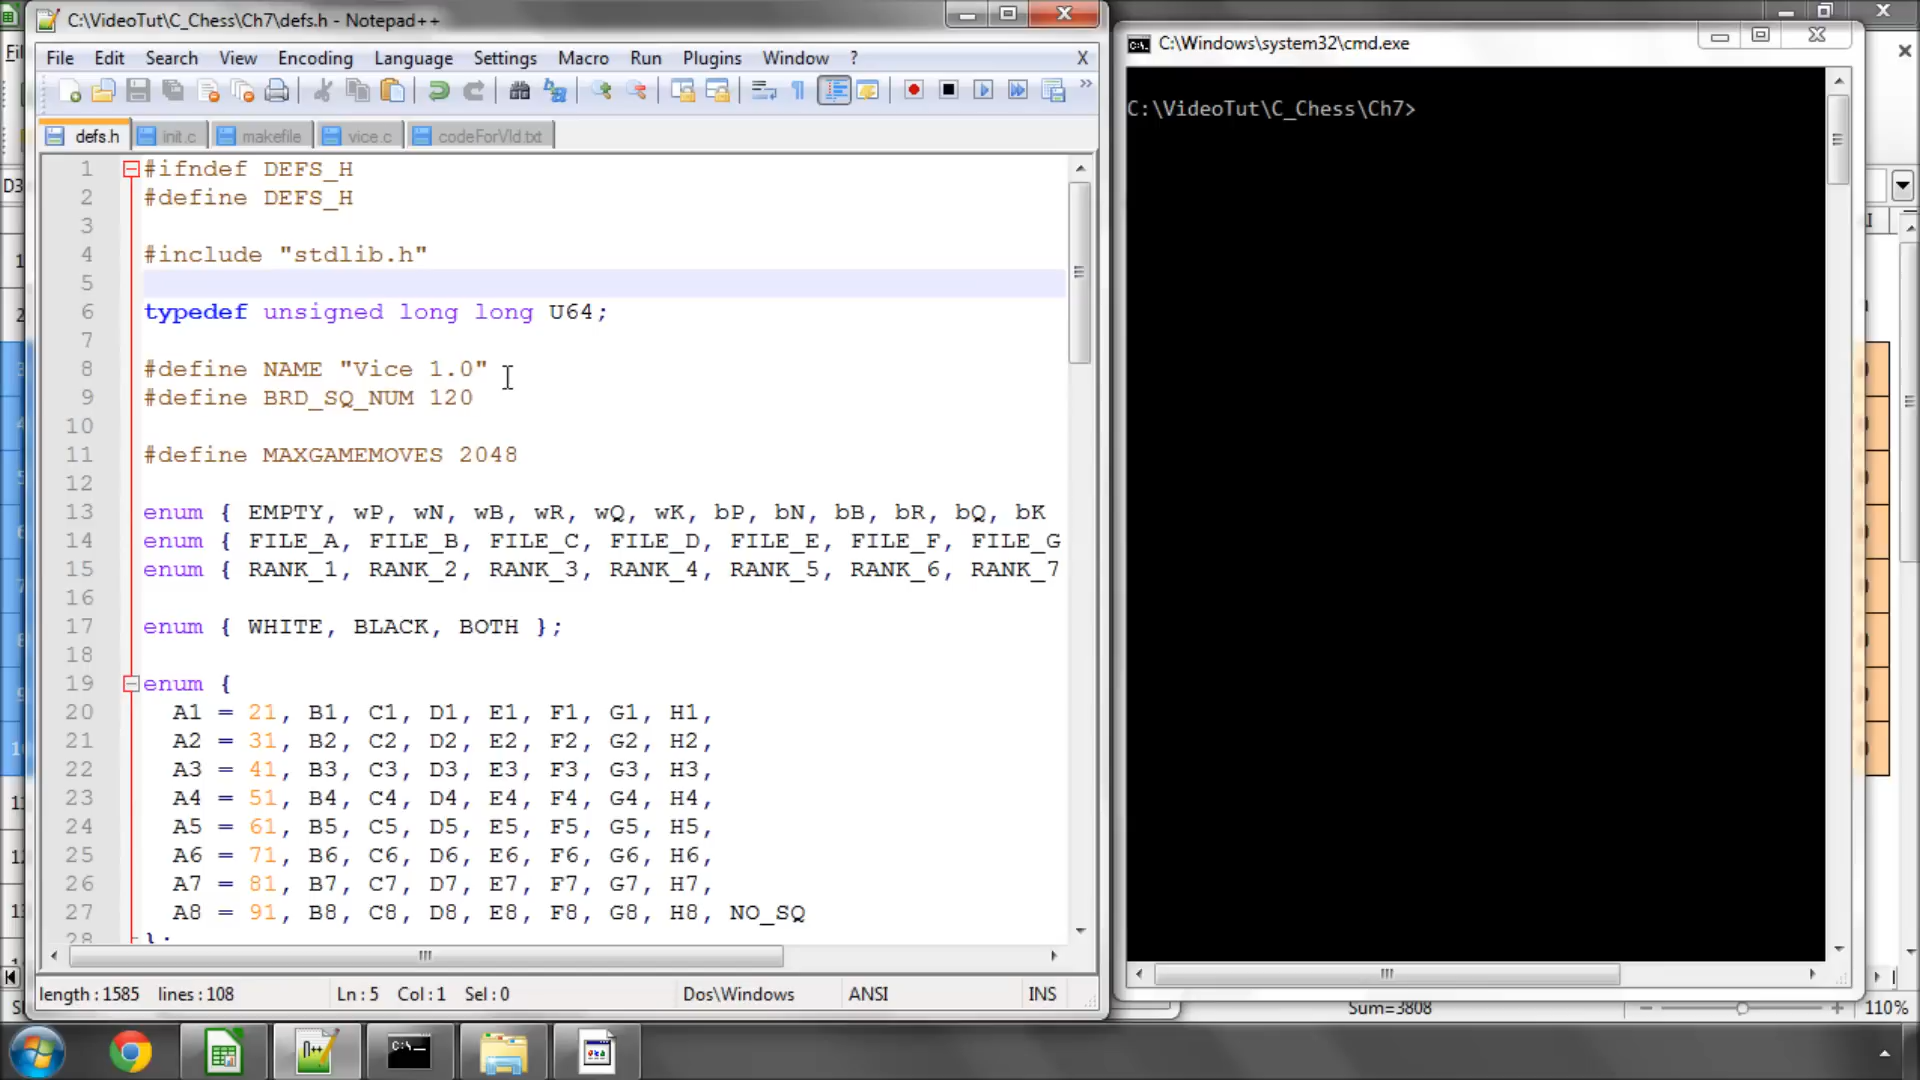 C:\VideoTut\C_Chess\Ch7\defs.h - Notepad++
File Edit Search View Encoding Language Settings Macro Run Plugins Window ? X
defs.h init.c makefile vice.c codeForVId.txt
1 #ifndef DEFS_H
2 #define DEFS_H
3
4 #include "stdlib.h"
5
6 typedef unsigned long long U64;
7
8 #define NAME "Vice 1.0"
9 #define BRD_SQ_NUM 120
10
11 #define MAXGAMEMOVES 2048
12
13 enum { EMPTY, wP, wN, wB, wR, wQ, wK, bP, bN, bB, bR, bQ, bK
14 enum { FILE_A, FILE_B, FILE_C, FILE_D, FILE_E, FILE_F, FILE_G
15 enum { RANK_1, RANK_2, RANK_3, RANK_4, RANK_5, RANK_6, RANK_7
16
17 enum { WHITE, BLACK, BOTH };
18
19 enum {
20 A1 = 21, B1, C1, D1, E1, F1, G1, H1,
21 A2 = 31, B2, C2, D2, E2, F2, G2, H2,
22 A3 = 41, B3, C3, D3, E3, F3, G3, H3,
23 A4 = 51, B4, C4, D4, E4, F4, G4, H4,
24 A5 = 61, B5, C5, D5, E5, F5, G5, H5,
25 A6 = 71, B6, C6, D6, E6, F6, G6, H6,
26 A7 = 81, B7, C7, D7, E7, F7, G7, H7,
27 A8 = 91, B8, C8, D8, E8, F8, G8, H8, NO_SQ
28 };
length : 1585 lines : 108 Ln : 5 Col : 1 Sel : 0 Dos\Windows ANSI INS
C:\Windows\system32\cmd.exe
C:\VideoTut\C_Chess\Ch7>
D3
Sum=3808 110%